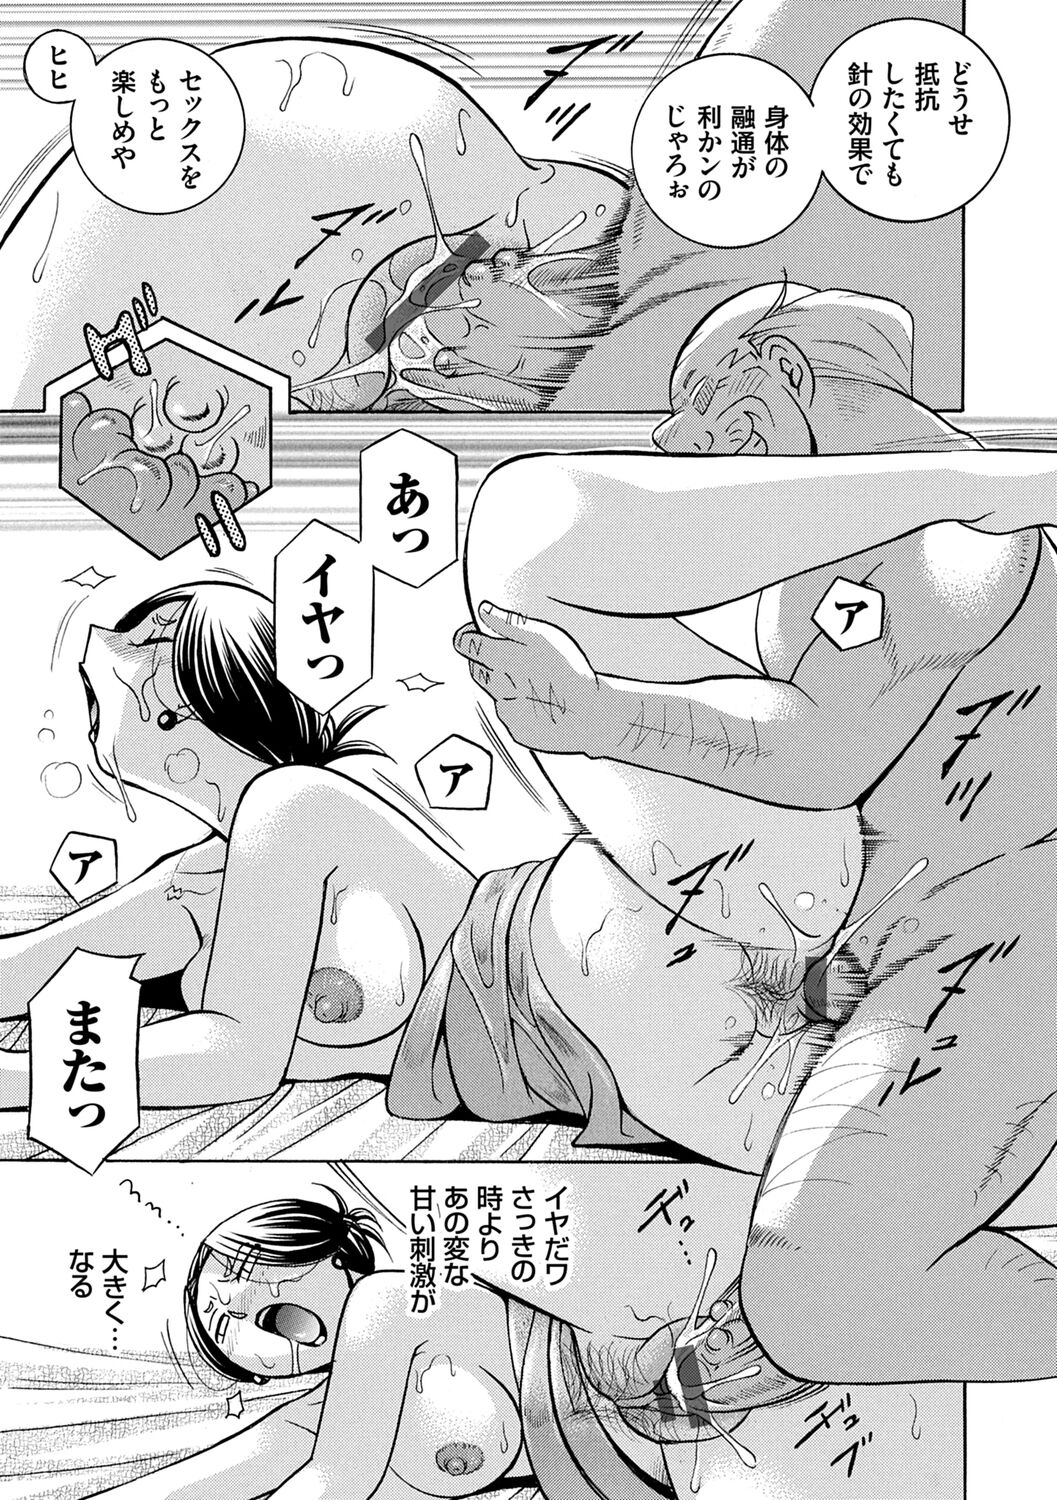 どうせ
抵抗
したくても
針の効果で
身体の
融通が
利かンの
じゃろぉ
セックスを
もっと
楽しめや
ヒヒ
あっ
イヤっ
ア
ア
ア
まCっ
イヤだワ
さっきの
時より
あの変な
甘い刺激が
大きく…
なる